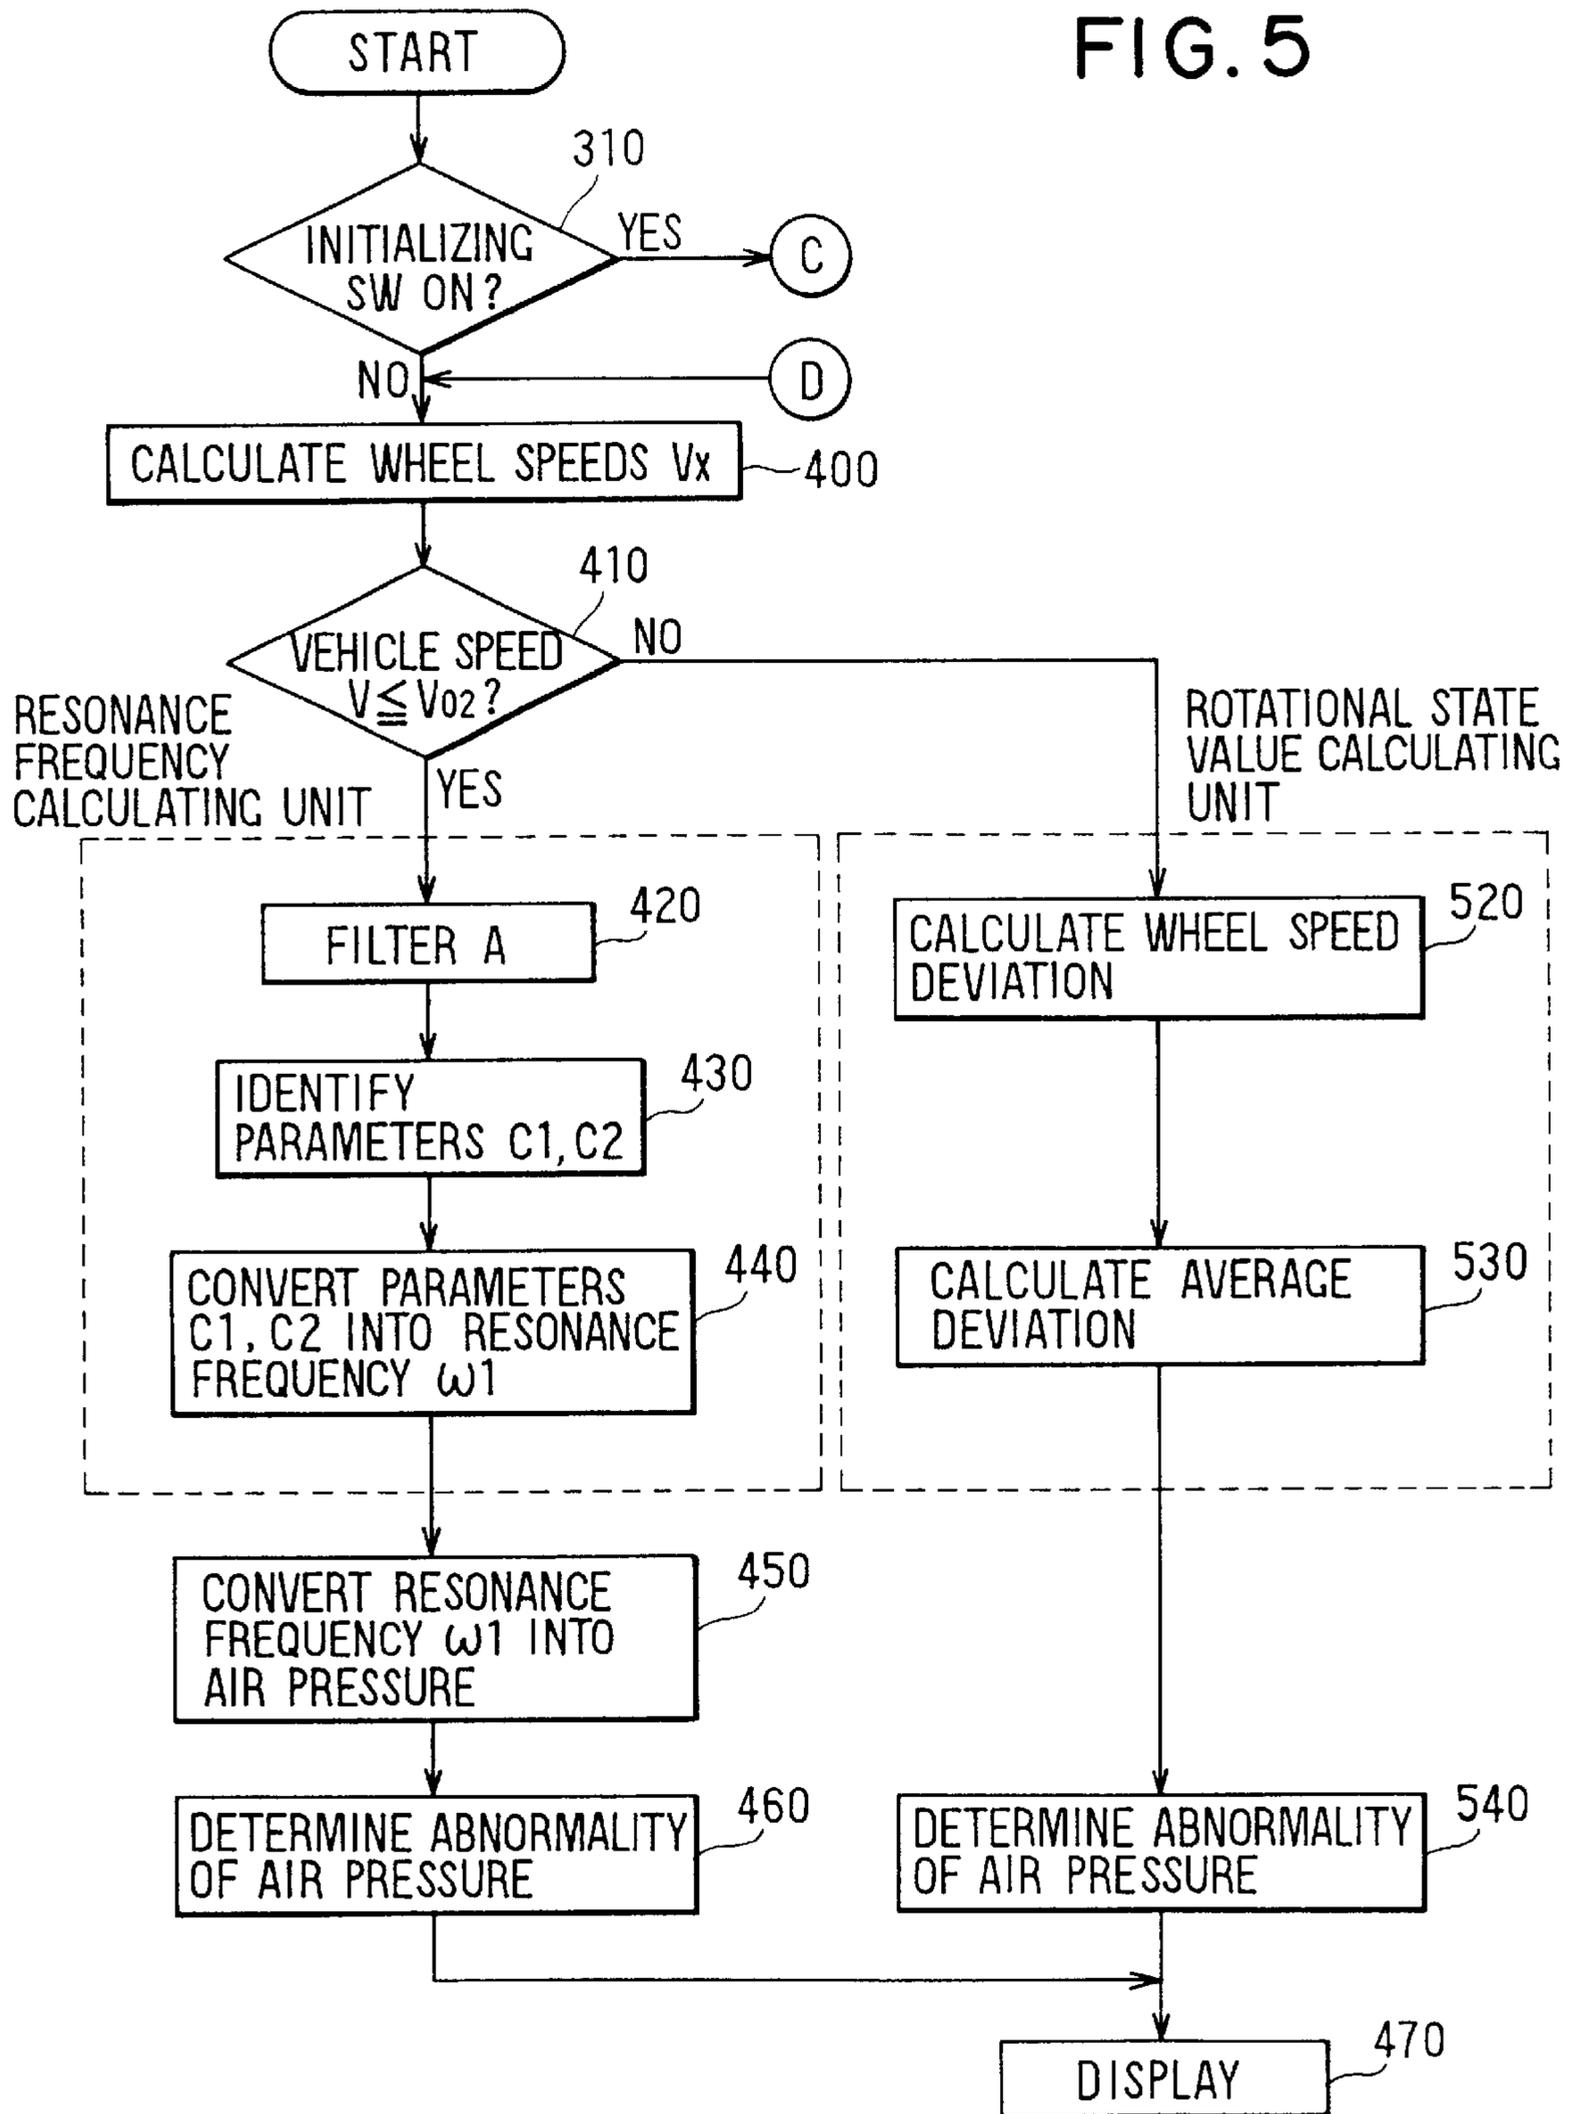 FIG. 5
START
310
INITIALIZING
SW ON?
YES
C
NO
D
CALCULATE WHEEL SPEEDS Vx
400
410
VEHICLE SPEED
V≦V02?
NO
YES
RESONANCE
FREQUENCY
CALCULATING UNIT
ROTATIONAL STATE
VALUE CALCULATING
UNIT
FILTER A
420
CALCULATE WHEEL SPEED
DEVIATION
520
IDENTIFY
PARAMETERS C1, C2
430
CONVERT PARAMETERS
C1, C2 INTO RESONANCE
FREQUENCY ω1
440
CALCULATE AVERAGE
DEVIATION
530
CONVERT RESONANCE
FREQUENCY ω1 INTO
AIR PRESSURE
450
DETERMINE ABNORMALITY
OF AIR PRESSURE
460
DETERMINE ABNORMALITY
OF AIR PRESSURE
540
DISPLAY
470